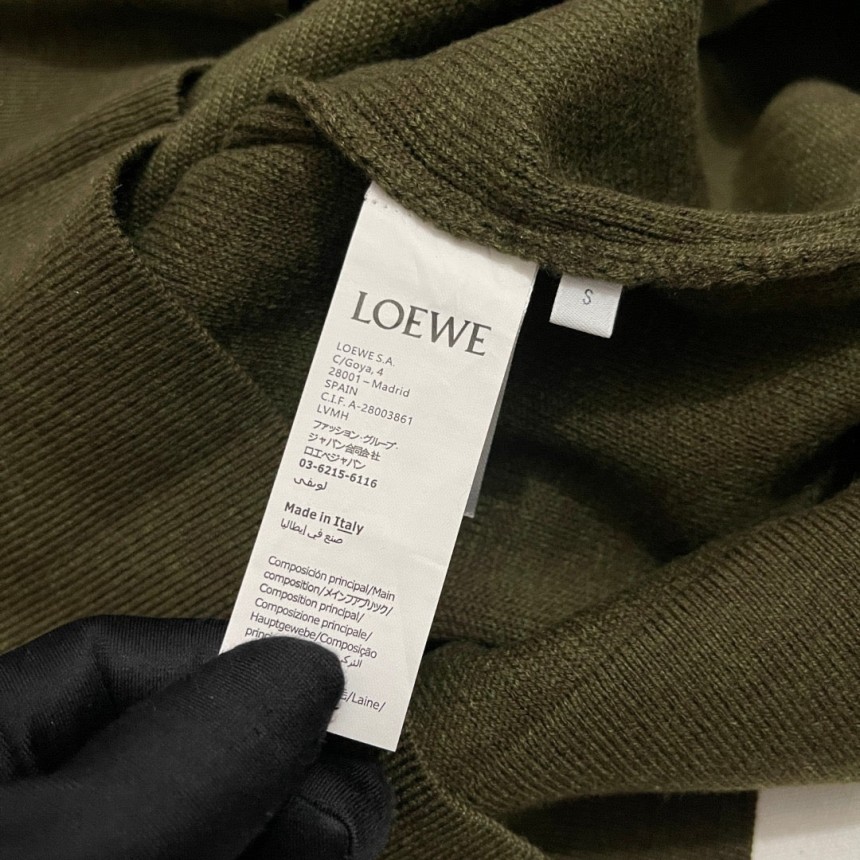 LOEWE
LOEWE S.A.
C/Goya, 4
28001 – Madrid
SPAIN
C.I.F. A-28003861
LVMH
ファッション・グループ・
ジャパン合同会社
ロエベジャパン
03-6215-6116
لويفي
Made in Italy
صنع في إيطاليا
Composición principal/Main
composition/メインファブリック/
Composition principal/
Composizione principale/
Hauptgewebe/Composição
/Laine/
S